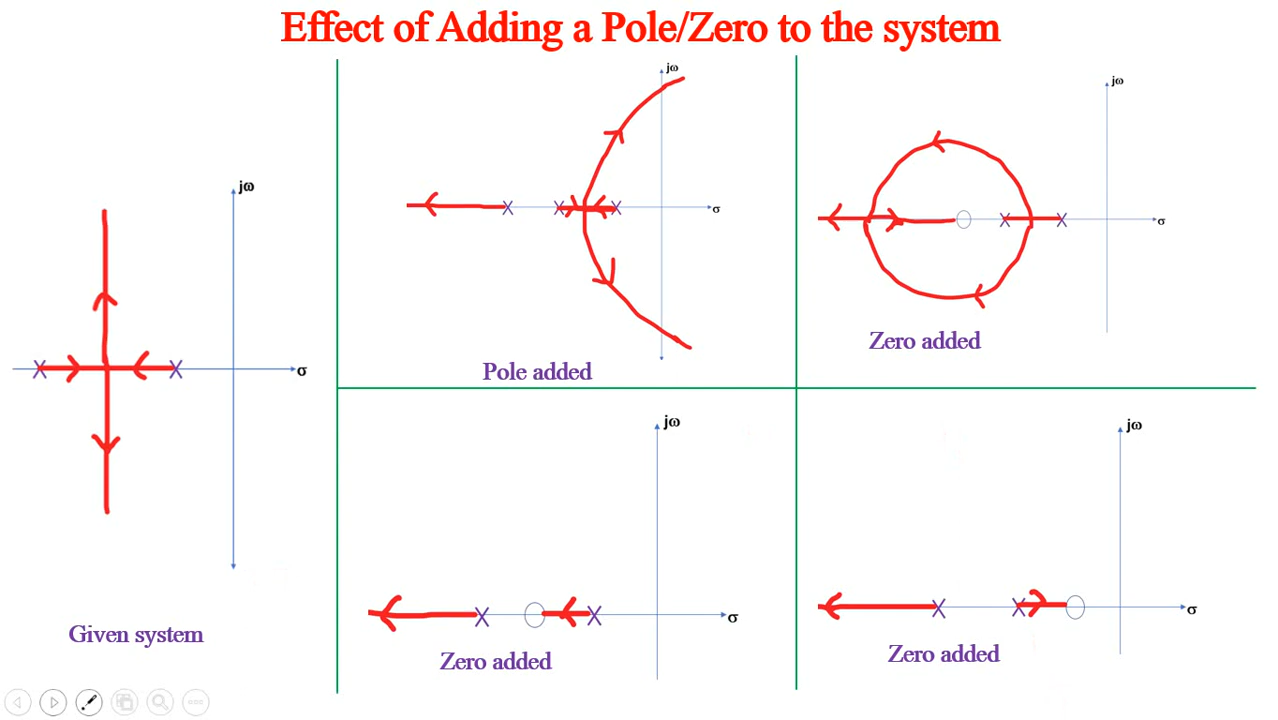 Effect of Adding a Pole/Zero to the system
jω
σ
Given system
jω
σ
Pole added
jω
σ
Zero added
jω
σ
Zero added
jω
σ
Zero added